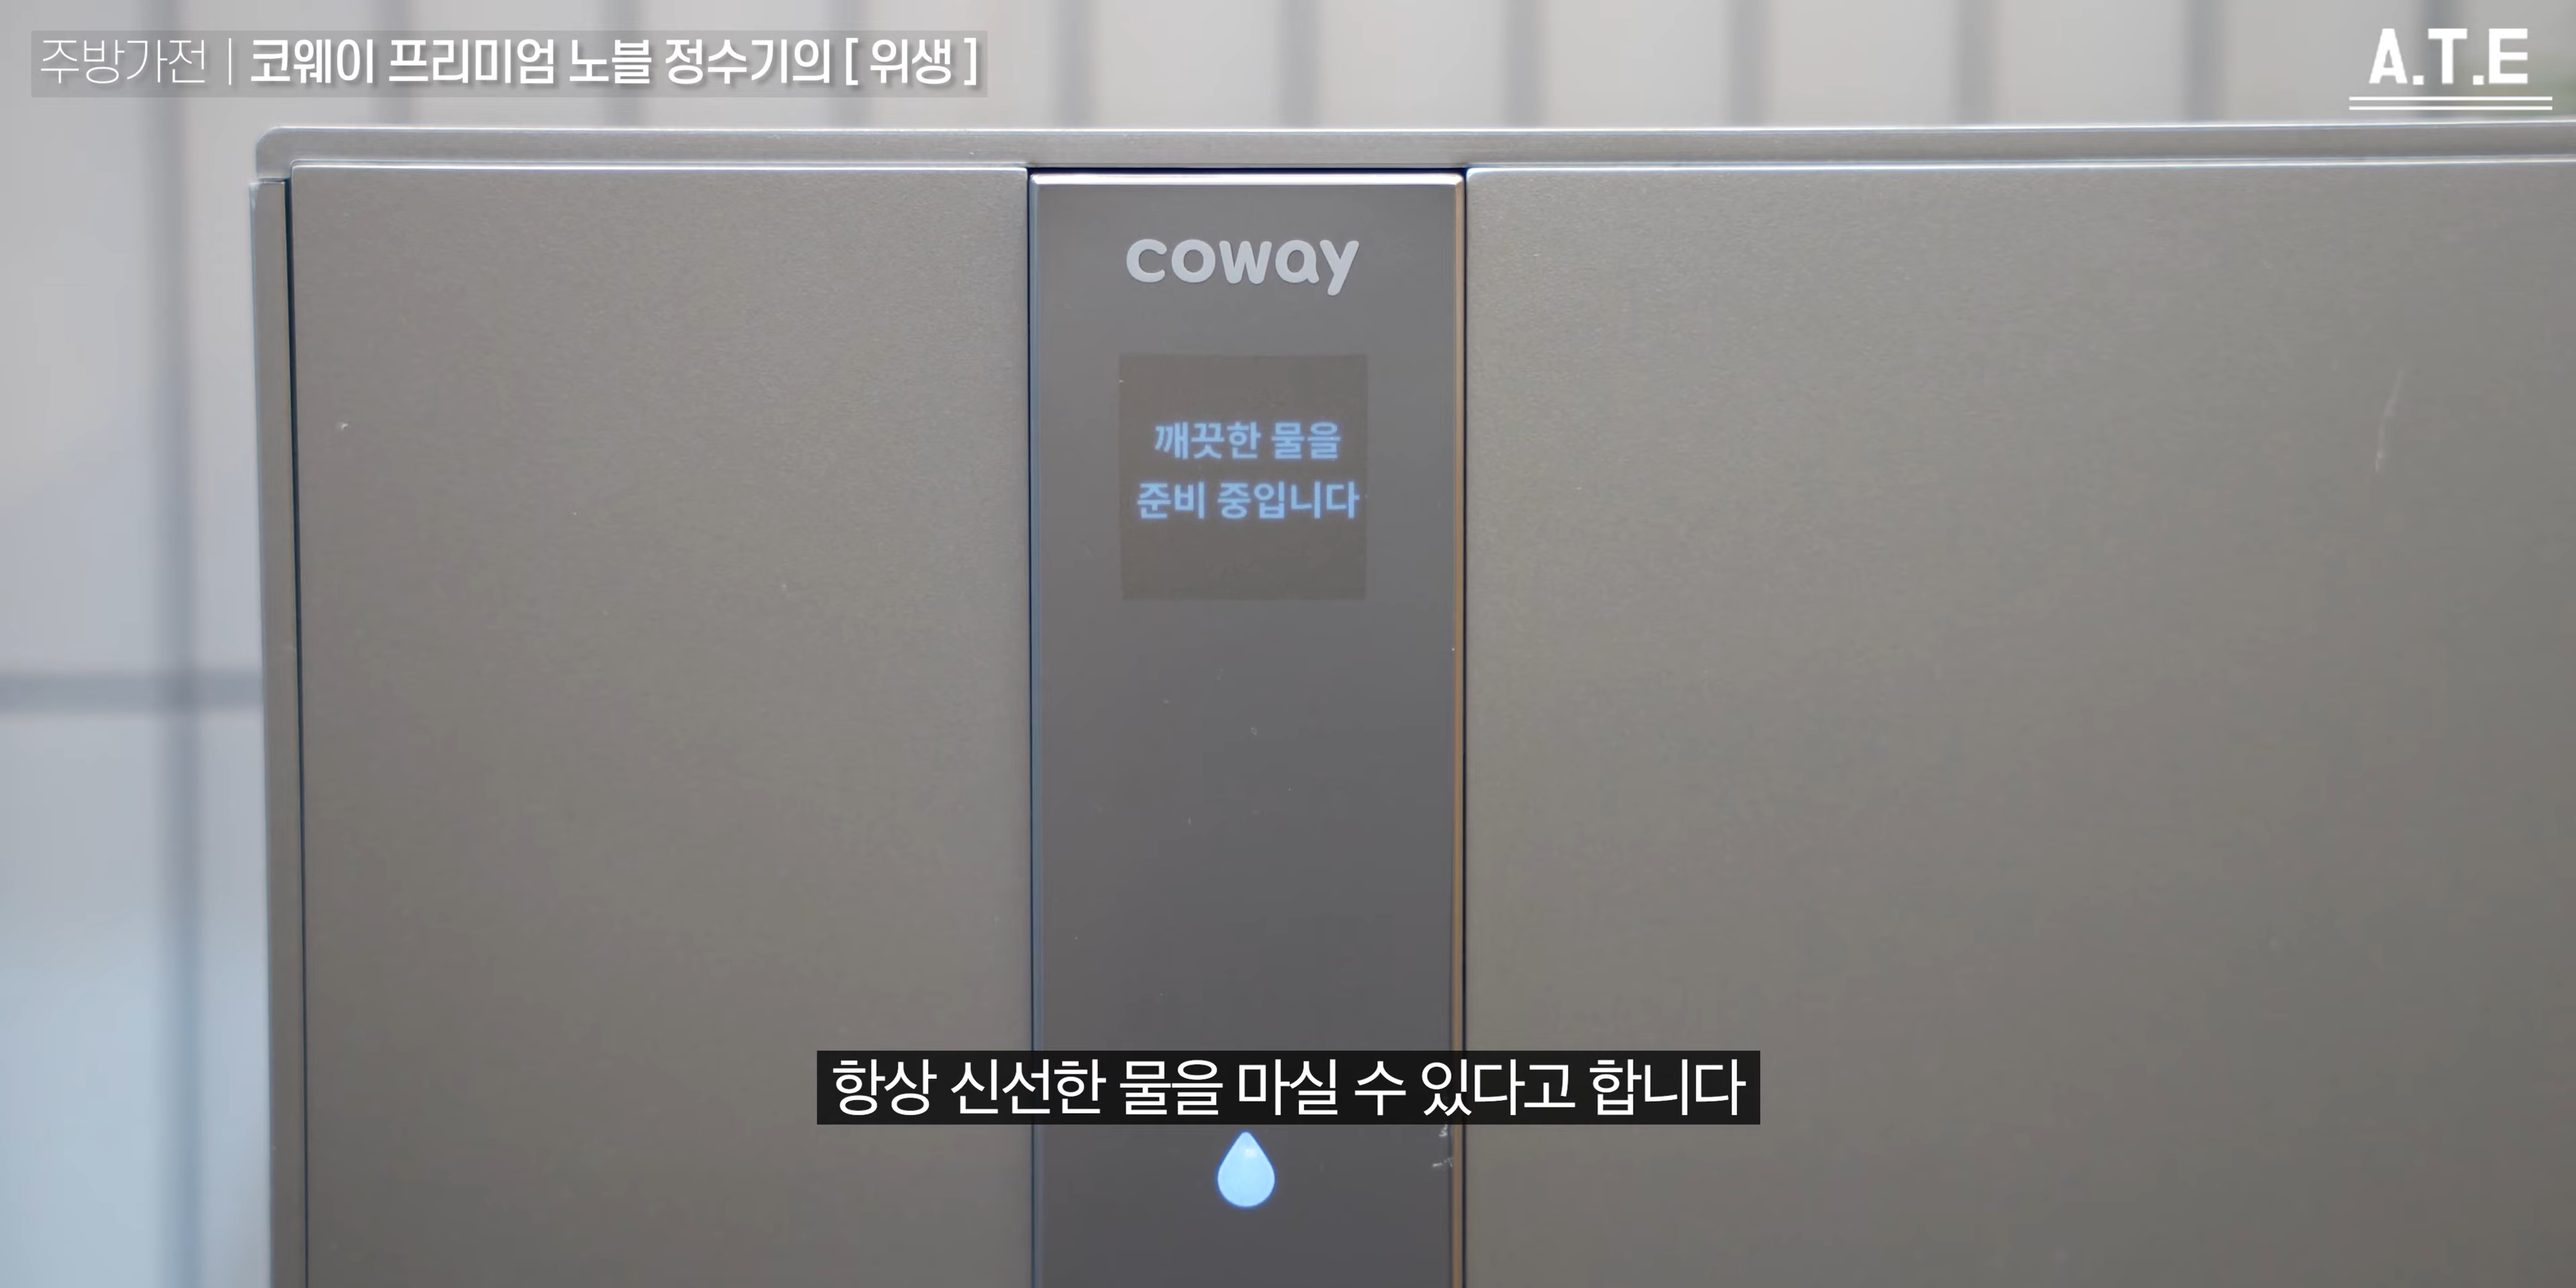 주방가전 | 코웨이 프리미엄 노블 정수기의 [ 위생 ]
A.T.E
coway
깨끗한 물을
준비 중입니다
항상 신선한 물을 마실 수 있다고 합니다